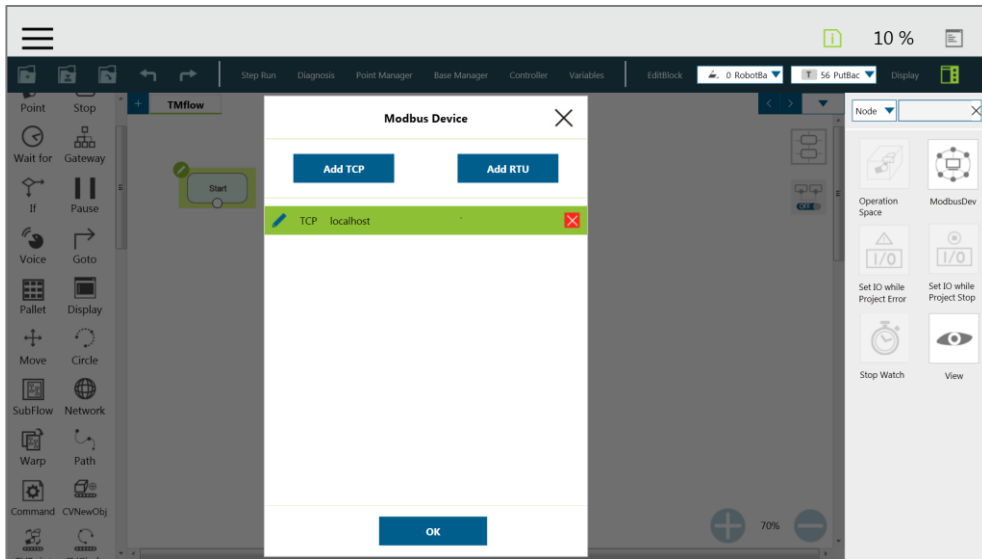 10 %
Step Run Diagnosis Point Manager Base Manager Controller Variables EditBlock 0 RobotBa T 56 PutBac Display
Point Stop
+ TMflow
Modbus Device
Node
Add TCP Add RTU
Wait for Gateway
Start
TCP localhost
If Pause
OFF
Operation Space ModbusDev
Voice Goto
I/O I/O
Set IO while Project Error Set IO while Project Stop
Pallet Display
Move Circle
Stop Watch View
SubFlow Network
Warp Path
Command CVNewObj
70%
OK